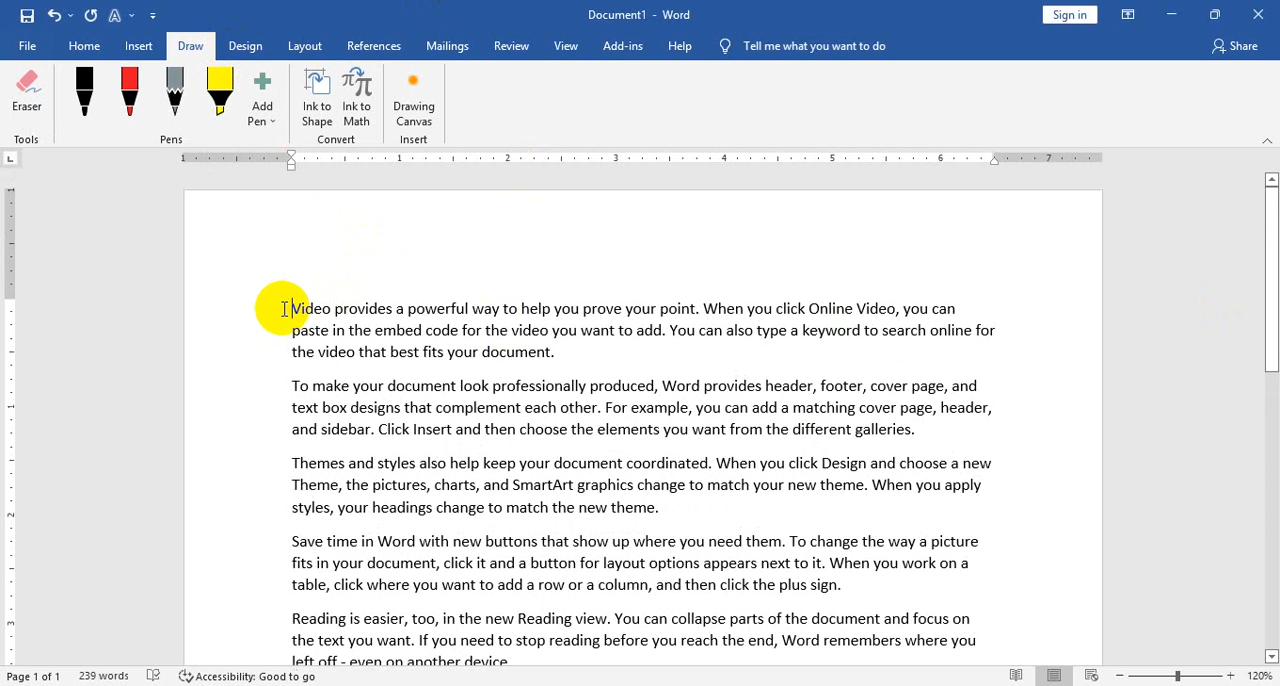 Document1 - Word
Sign in
File Home Insert Draw Design Layout References Mailings Review View Add-ins Help Tell me what you want to do Share
Eraser
Tools
Add Pen
Pens
Ink to Shape
Ink to Math
Convert
Drawing Canvas
Insert
1 1 2 3 4 5 6 7
Video provides a powerful way to help you prove your point. When you click Online Video, you can
paste in the embed code for the video you want to add. You can also type a keyword to search online for
the video that best fits your document.
To make your document look professionally produced, Word provides header, footer, cover page, and
text box designs that complement each other. For example, you can add a matching cover page, header,
and sidebar. Click Insert and then choose the elements you want from the different galleries.
Themes and styles also help keep your document coordinated. When you click Design and choose a new
Theme, the pictures, charts, and SmartArt graphics change to match your new theme. When you apply
styles, your headings change to match the new theme.
Save time in Word with new buttons that show up where you need them. To change the way a picture
fits in your document, click it and a button for layout options appears next to it. When you work on a
table, click where you want to add a row or a column, and then click the plus sign.
Reading is easier, too, in the new Reading view. You can collapse parts of the document and focus on
the text you want. If you need to stop reading before you reach the end, Word remembers where you
left off - even on another device.
Page 1 of 1 239 words Accessibility: Good to go 120%